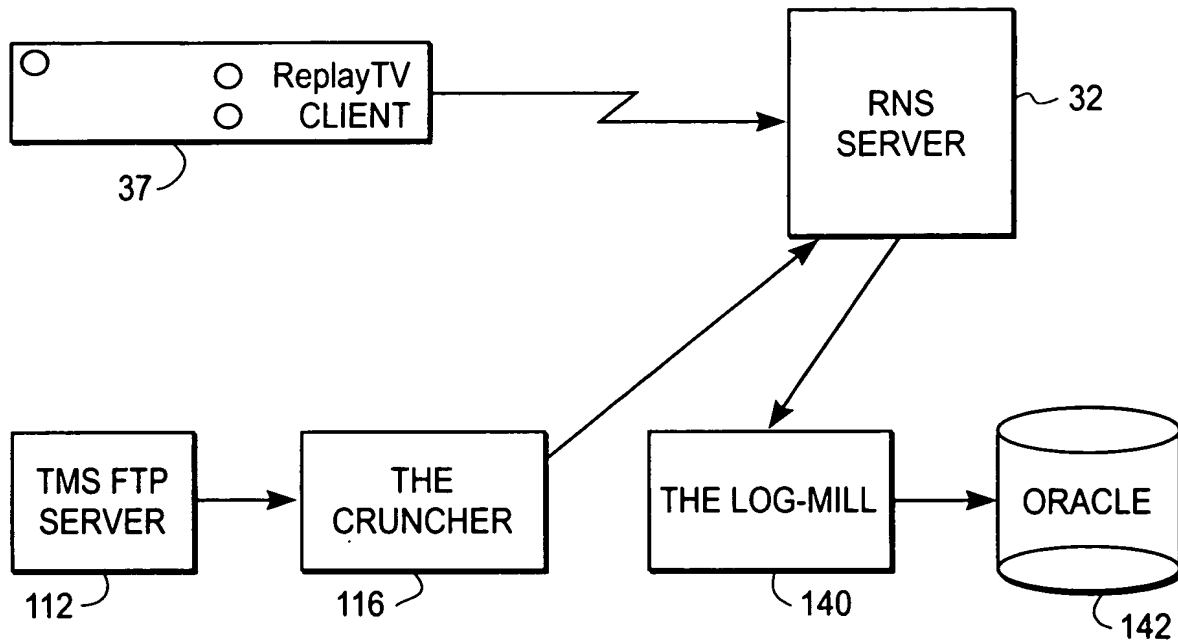 ReplayTV
CLIENT
37
RNS
SERVER
32
TMS FTP
SERVER
112
THE
CRUNCHER
116
THE LOG-MILL
140
ORACLE
142